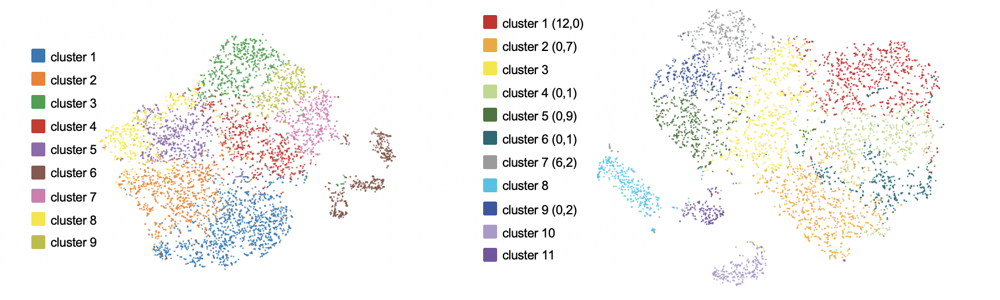 cluster 1
cluster 2
cluster 3
cluster 4
cluster 5
cluster 6
cluster 7
cluster 8
cluster 9
cluster 1 (12,0)
cluster 2 (0,7)
cluster 3
cluster 4 (0,1)
cluster 5 (0,9)
cluster 6 (0,1)
cluster 7 (6,2)
cluster 8
cluster 9 (0,2)
cluster 10
cluster 11